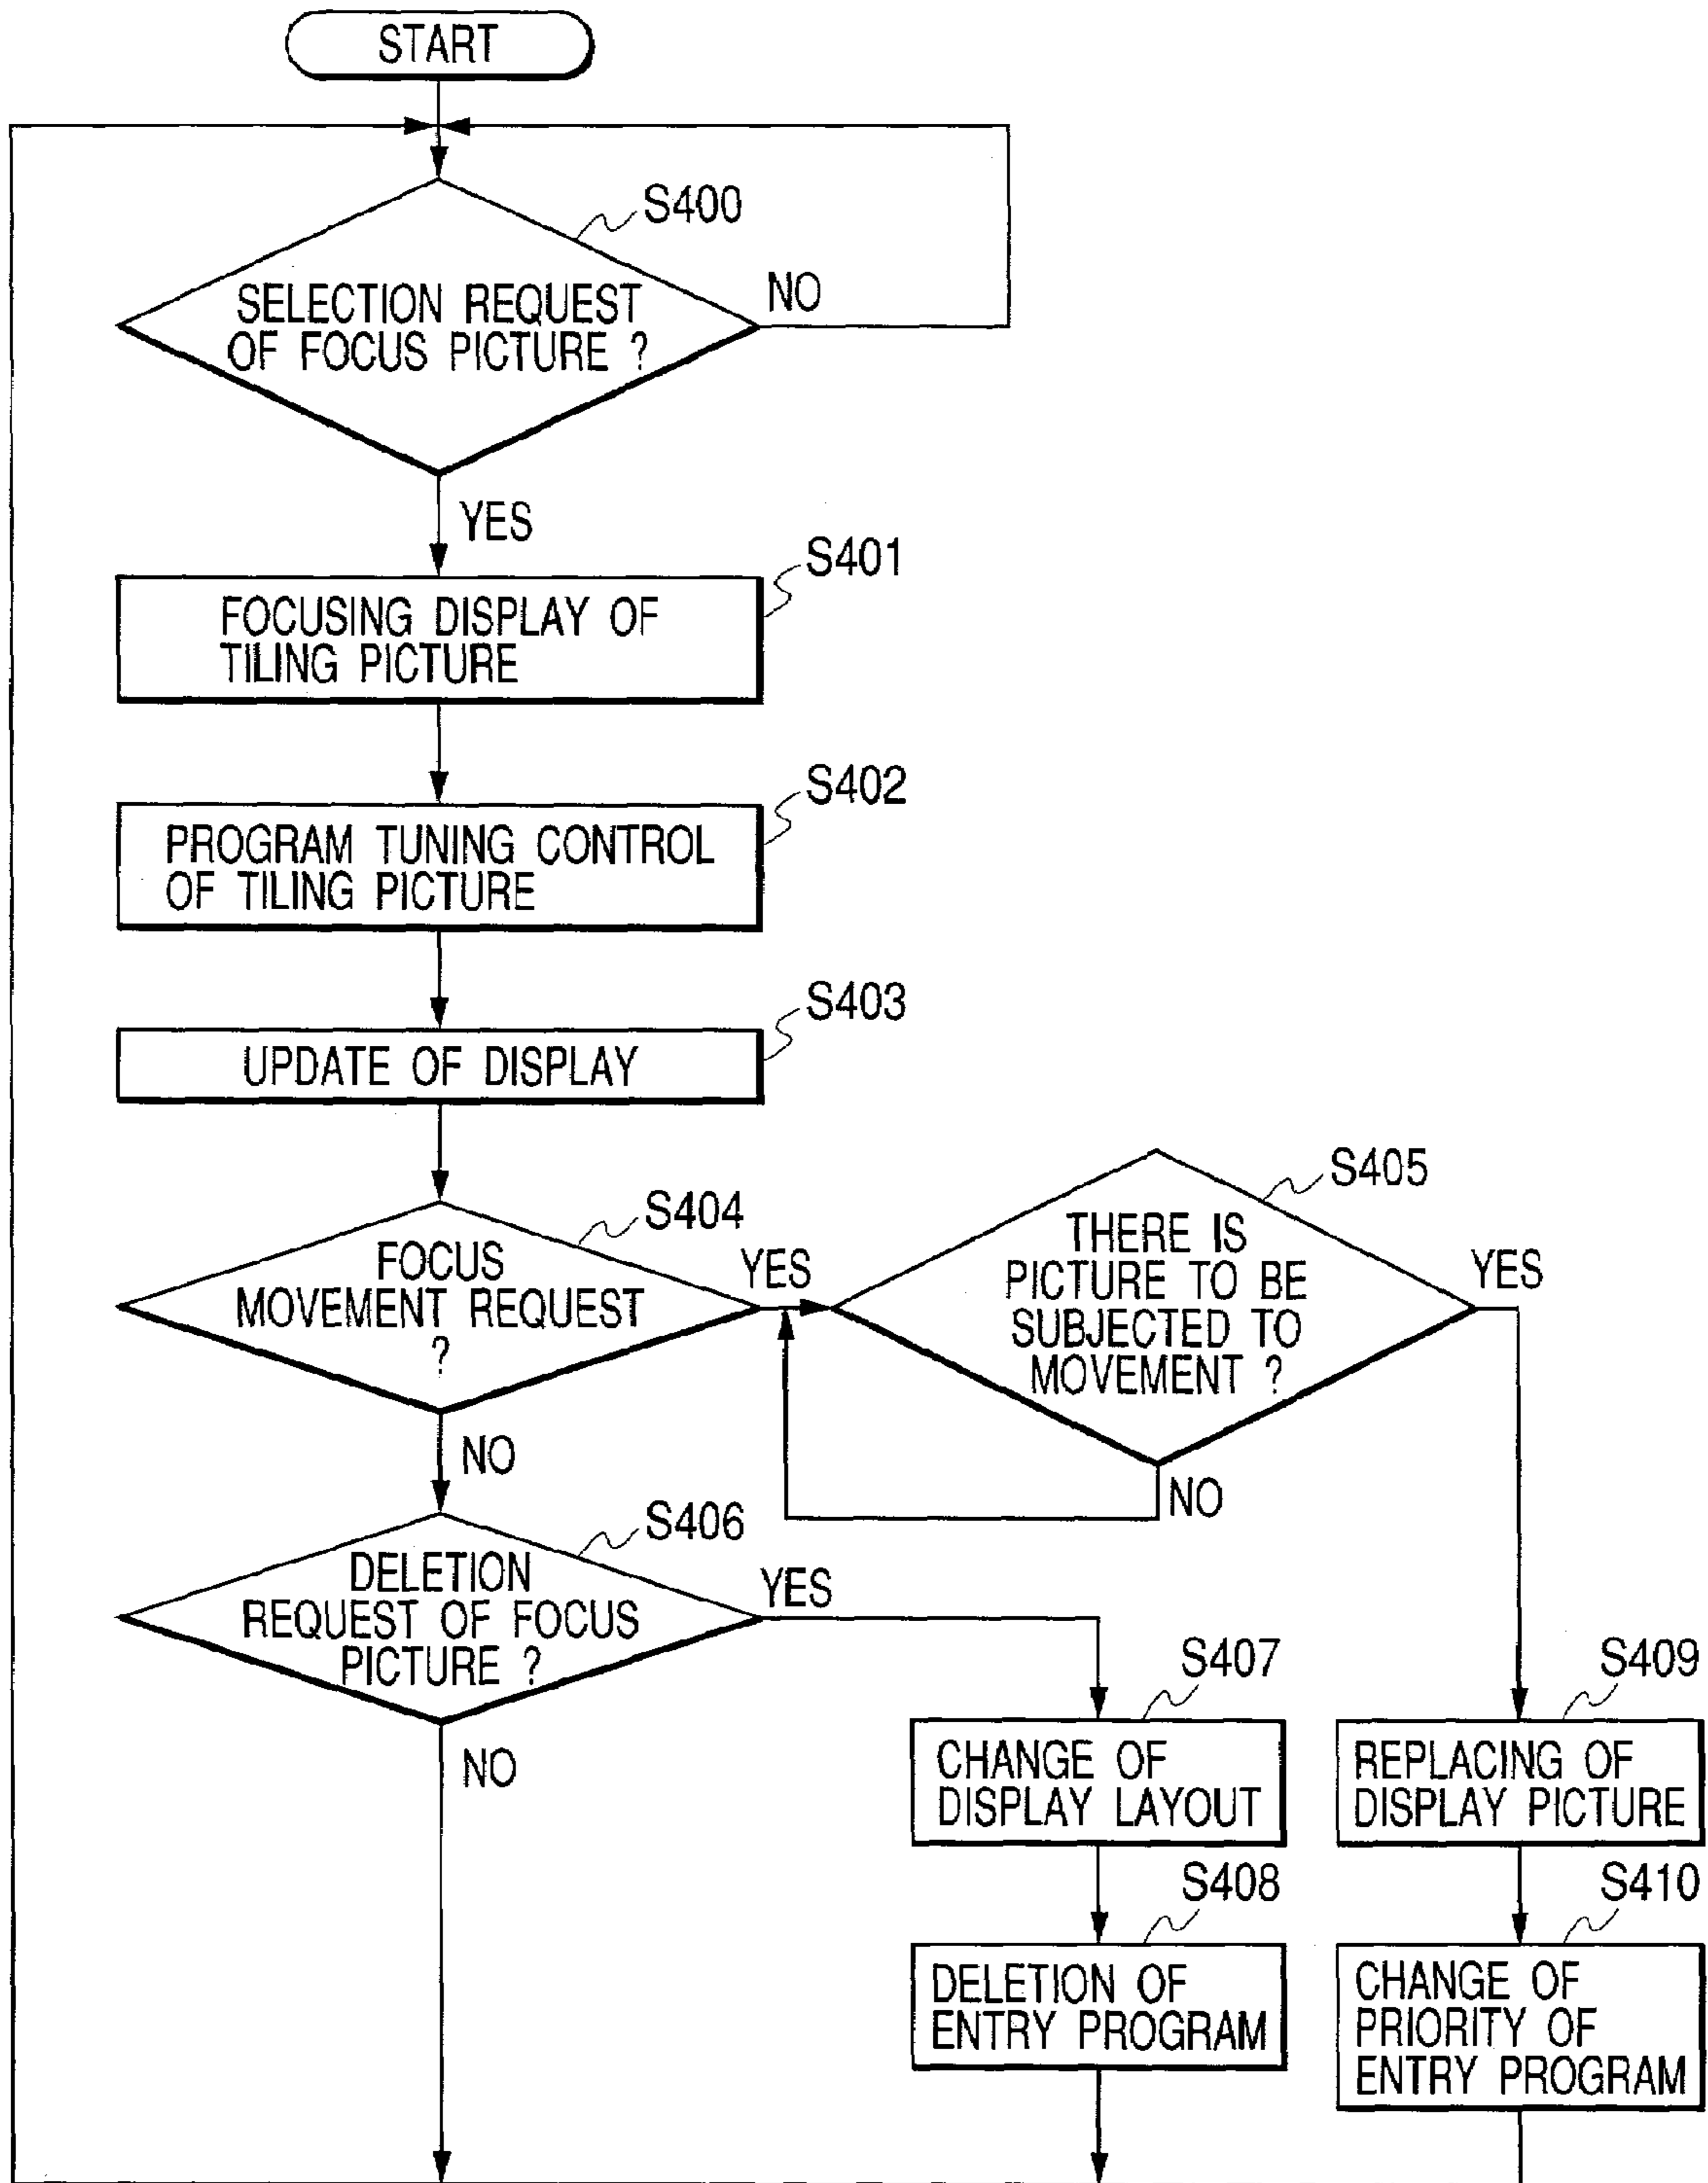 START
S400
SELECTION REQUEST
OF FOCUS PICTURE ?
NO
YES
S401
FOCUSING DISPLAY OF
TILING PICTURE
S402
PROGRAM TUNING CONTROL
OF TILING PICTURE
S403
UPDATE OF DISPLAY
S404
FOCUS
MOVEMENT REQUEST
?
YES
S405
THERE IS
PICTURE TO BE
SUBJECTED TO
MOVEMENT ?
YES
NO
NO
S406
DELETION
REQUEST OF FOCUS
PICTURE ?
YES
NO
S407
CHANGE OF
DISPLAY LAYOUT
S408
DELETION OF
ENTRY PROGRAM
S409
REPLACING OF
DISPLAY PICTURE
S410
CHANGE OF
PRIORITY OF
ENTRY PROGRAM